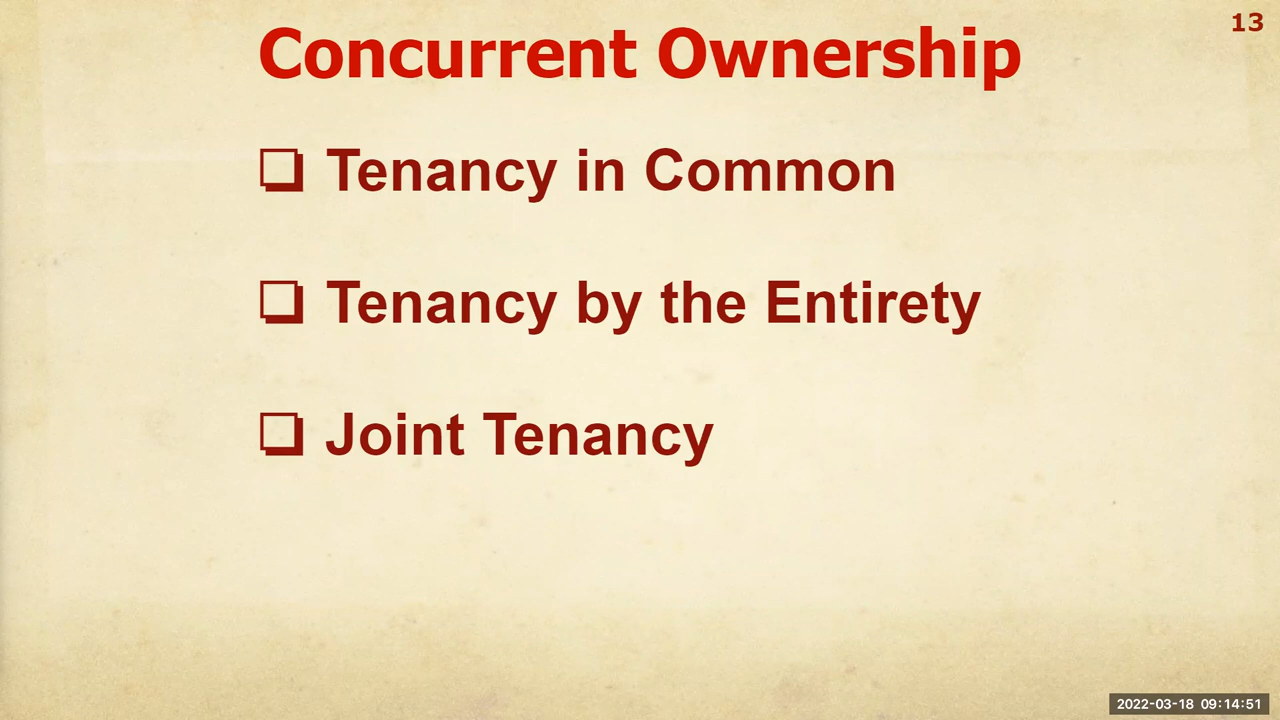 13
Concurrent Ownership
❑ Tenancy in Common
❑ Tenancy by the Entirety
❑ Joint Tenancy
2022-03-18 09:14:51